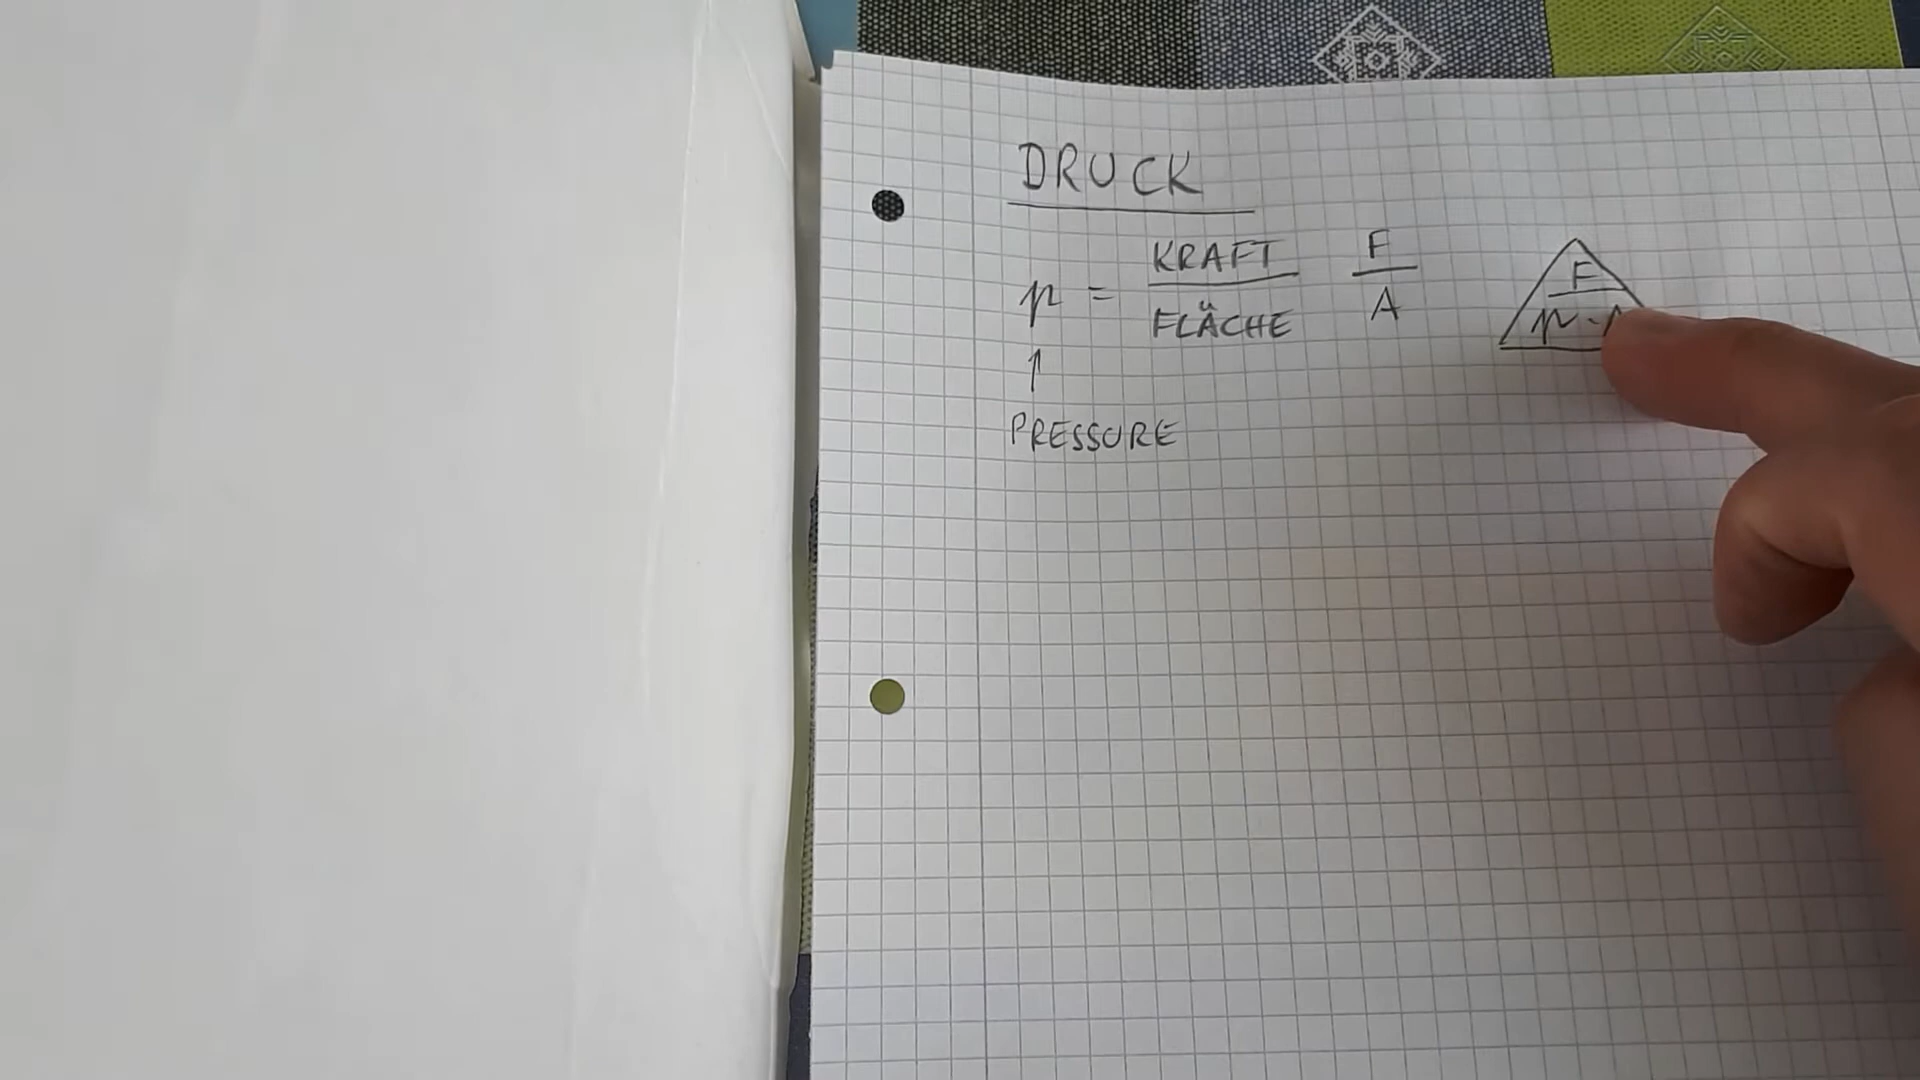 DRUCK
p = KRAFT / FLÄCHE F / A
F
p ·
↑
PRESSURE